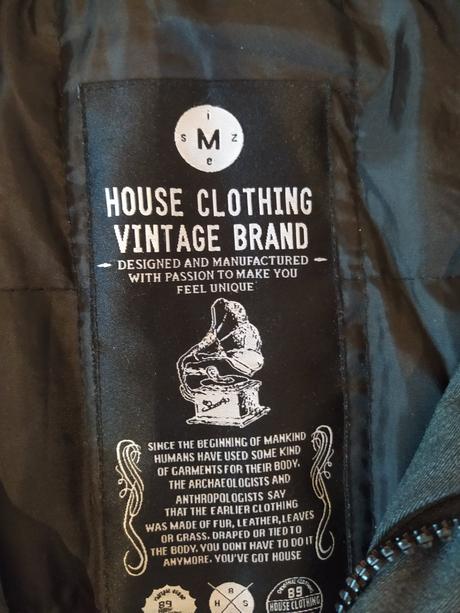 i
S M Z
e
HOUSE CLOTHING
VINTAGE BRAND
DESIGNED AND MANUFACTURED
WITH PASSION TO MAKE YOU
FEEL UNIQUE
SINCE THE BEGINNING OF MANKIND
HUMANS HAVE USED SOME KIND
OF GARMENTS FOR THEIR BODY.
THE ARCHAEOLOGISTS AND
ANTHROPOLOGISTS SAY
THAT THE EARLIER CLOTHING
WAS MADE OF FUR, LEATHER, LEAVES
OR GRASS. DRAPED OR TIED TO
THE BODY. YOU DONT HAVE TO DO IT
ANYMORE. YOU'VE GOT HOUSE
89
R
H S
ORIGINAL
89
HOUSE CLOTHING